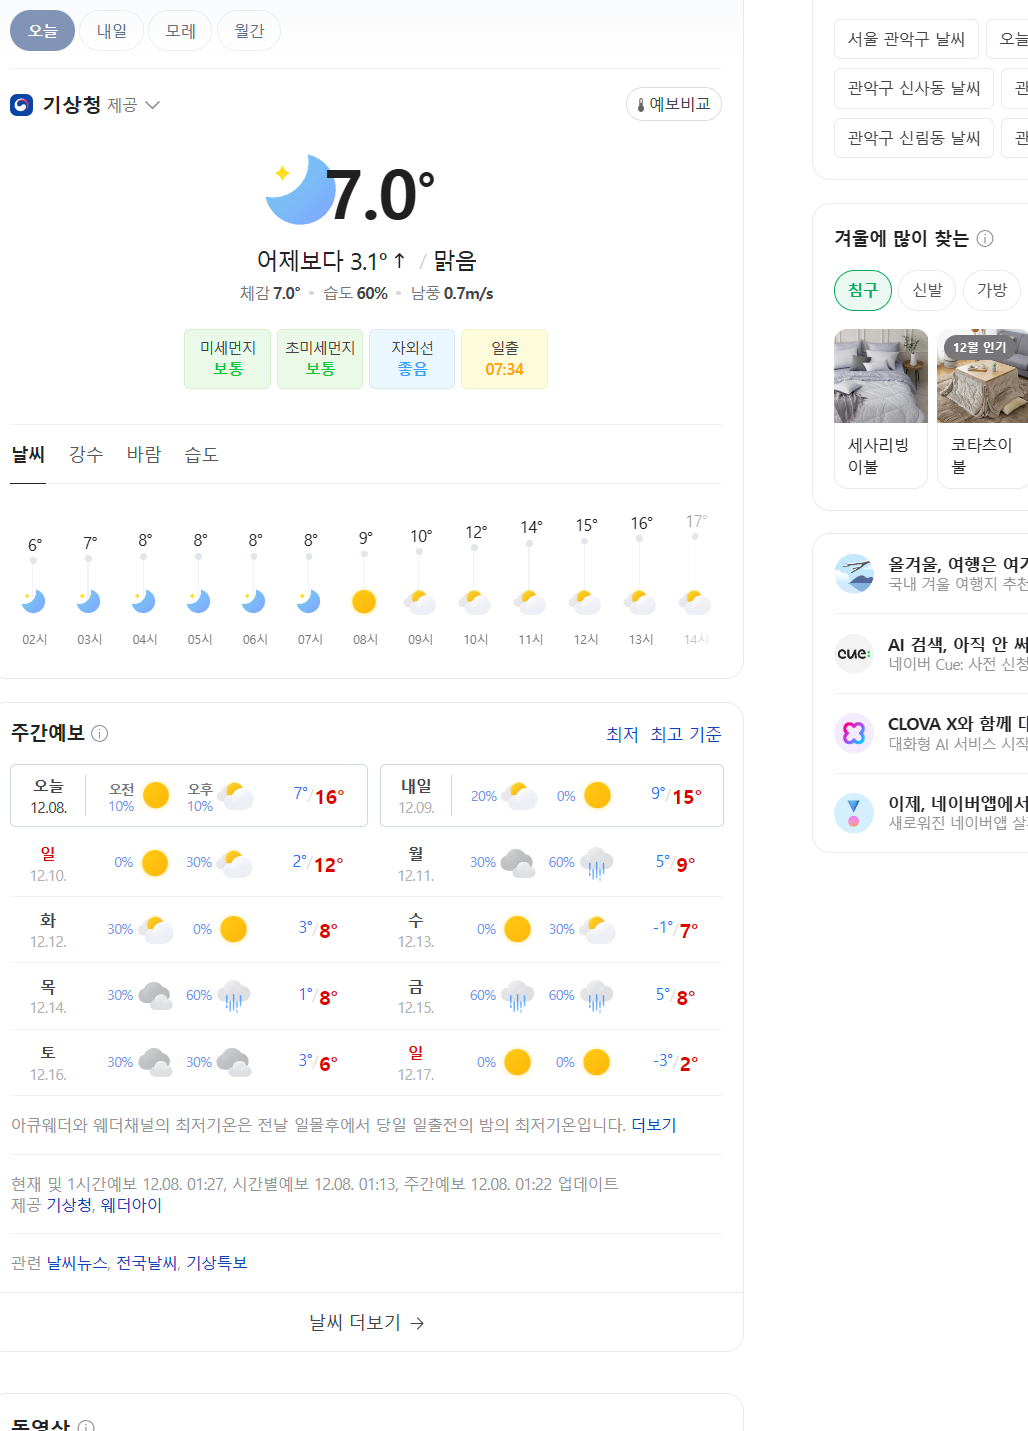 오늘 내일 모레 월간
기상청 제공
예보비교
7.0°
어제보다 3.1° ↑ / 맑음
체감 7.0° 습도 60% 남풍 0.7m/s
미세먼지 초미세먼지 자외선 일출
보통 보통 좋음 07:34
날씨 강수 바람 습도
6° 7° 8° 8° 8° 8° 9° 10° 12° 14° 15° 16° 17°
02시 03시 04시 05시 06시 07시 08시 09시 10시 11시 12시 13시 14시
주간예보 최저 최고 기준
오늘 12.08. 오전 10% 오후 10% 7°/16°
내일 12.09. 20% 0% 9°/15°
일 12.10. 0% 30% 2°/12°
월 12.11. 30% 60% 5°/9°
화 12.12. 30% 0% 3°/8°
수 12.13. 0% 30% -1°/7°
목 12.14. 30% 60% 1°/8°
금 12.15. 60% 60% 5°/8°
토 12.16. 30% 30% 3°/6°
일 12.17. 0% 0% -3°/2°
아큐웨더와 웨더채널의 최저기온은 전날 일몰후에서 당일 일출전의 밤의 최저기온입니다. 더보기
현재 및 1시간예보 12.08. 01:27, 시간별예보 12.08. 01:13, 주간예보 12.08. 01:22 업데이트
제공 기상청, 웨더아이
관련 날씨뉴스, 전국날씨, 기상특보
날씨 더보기 →
동영상
서울 관악구 날씨 오늘
관악구 신사동 날씨 관
관악구 신림동 날씨 관
겨울에 많이 찾는
침구 신발 가방
12월 인기
세사리빙 이불
코타츠이불
올겨울, 여행은 여기
국내 겨울 여행지 추천
cue:
AI 검색, 아직 안 써
네이버 Cue: 사전 신청
CLOVA X와 함께
대화형 AI 서비스 시작
이제, 네이버앱에서
새로워진 네이버앱